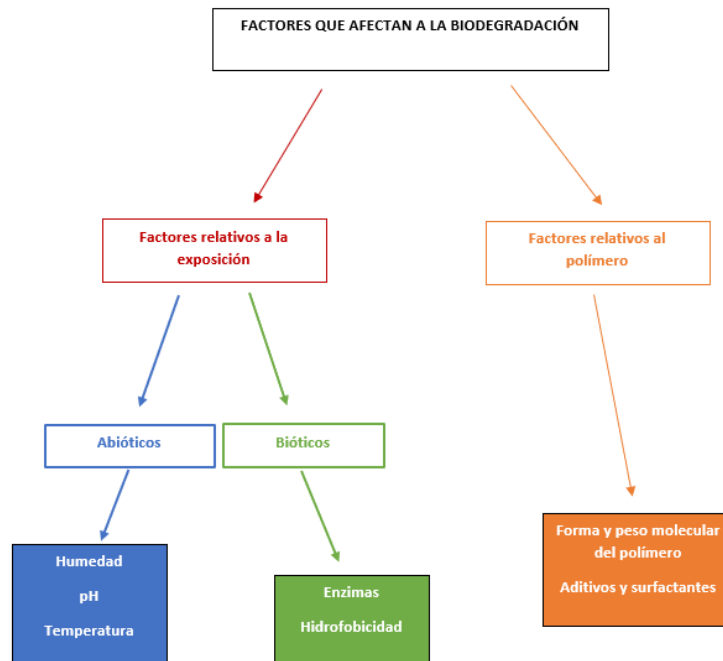 FACTORES QUE AFECTAN A LA BIODEGRADACIÓN
Factores relativos a la
exposición
Factores relativos al
polímero
Abióticos
Bióticos
Humedad
pH
Temperatura
Enzimas
Hidrofobicidad
Forma y peso molecular
del polímero
Aditivos y surfactantes